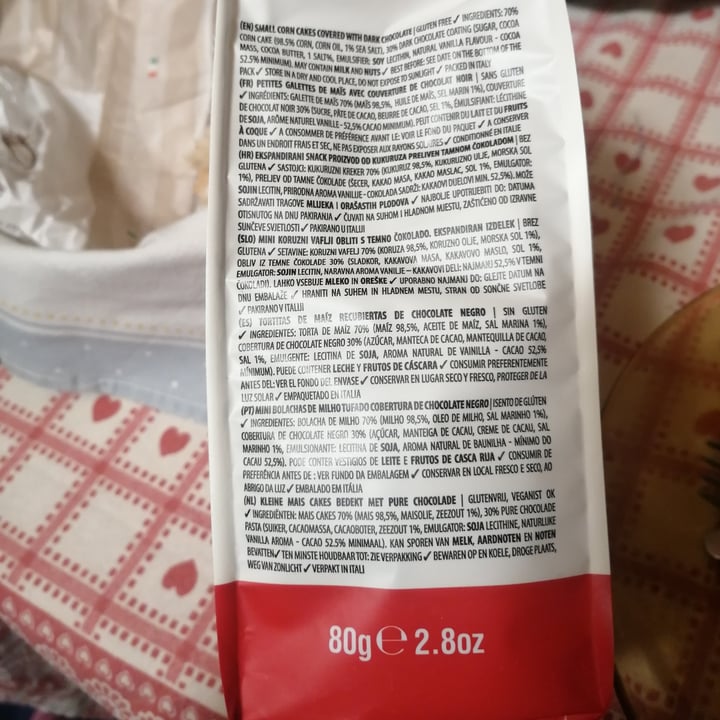 (EN) SMALL CORN CAKES COVERED WITH DARK CHOCOLATE | GLUTEN FREE ✓ INGREDIENTS: 70%
CORN CAKE (98.5% CORN, CORN OIL, 1% SEA SALT), 30% DARK CHOCOLATE COATING (SUGAR, COCOA
MASS, COCOA BUTTER, 1 SALT%, EMULSIFIER: SOY LECITHIN, NATURAL VANILLA FLAVOUR - COCOA
52.5% MINIMUM). MAY CONTAIN MILK AND NUTS ✓ BEST BEFORE: SEE DATE ON THE BOTTOM OF THE
PACK ✓ STORE IN A DRY AND COOL PLACE, DO NOT EXPOSE TO SUNLIGHT ✓ PACKED IN ITALY
(FR) PETITES GALETTES DE MAÏS AVEC COUVERTURE DE CHOCOLAT NOIR | SANS GLUTEN
✓ INGRÉDIENTS: GALETTE DE MAÏS 70% (MAÏS 98,5%, HUILE DE MAÏS, SEL MARIN 1%), COUVERTURE
DE CHOCOLAT NOIR 30% (SUCRE, PÂTE DE CACAO, BEURRE DE CACAO, SEL 1%, ÉMULSIFIANT: LÉCITHINE
DE SOJA, ARÔME NATUREL VANILLE - 52,5% CACAO MINIMUM). PEUT CONTENIR DU LAIT ET DU FRUITS
À COQUE ✓ A CONSOMMER DE PRÉFÉRENCE AVANT LE: VOIR LE FOND DU PAQUET ✓ A CONSERVER
DANS UN ENDROIT FRAIS ET SEC, NE PAS EXPOSER AUX RAYONS SOLAIRES ✓ CONDITIONNÉ EN ITALIE
(HR) EKSPANDIRANI SNACK PROIZVOD OD KUKURUZA PRELIVEN TAMNOM ČOKOLADOM | BEZ
GLUTENA ✓ SASTOJCI: KUKURUZNI KREKER 70% (KUKURUZ 98,5%, KUKURUZNO ULJE, MORSKA SOL
1%), PRELJEV OD TAMNE ČOKOLADE (ŠEĆER, KAKAO MASA, KAKAO MASLAC, SOL 1%, EMULGATOR:
SOJIN LECITIN, PRIRODNA AROMA VANILIJE - ČOKOLADA SADRŽI: KAKAOVI DIJELOVI MIN. 52.5%). MOŽE
SADRŽAVATI TRAGOVE MLIJEKA I ORAŠASTIH PLODOVA ✓ NAJBOLJE UPOTRIJEBITI DO: DATUMA
OTISNUTOG NA DNU PAKIRANJA ✓ ČUVATI NA SUHOM I HLADNOM MJESTU, ZAŠTIĆENO OD IZRAVNE
SUNČEVE SVJETLOSTI ✓ PAKIRANO U ITALIJI
(SLO) MINI KORUZNI VAFLJI OBLITI S TEMNO ČOKOLADO. EKSPANDIRAN IZDELEK | BREZ
GLUTENA ✓ SESTAVINE: KORUZNI VAFELJ 70% (KORUZA 98,5%, KORUZNO OLJE, MORSKA SOL 1%),
OBLIV IZ TEMNE ČOKOLADE 30% (SLADKOR, KAKAVOVA MASA, KAKAVOVO MASLO, SOL 1%,
EMULGATOR: SOJIN LECITIN, NARAVNA AROMA VANILIJE – KAKAVOVI DELI: NAJMANJ 52,5% V TEMNI
ČOKOLADI). LAHKO VSEBUJE MLEKO IN OREŠKE ✓ UPORABNO NAJMANJ DO: GLEJTE DATUM NA
DNU EMBALAŽE ✓ HRANITI NA SUHEM IN HLADNEM MESTU, STRAN OD SONČNE SVETLOBE
✓ PAKIRANO V ITALIJI
(ES) TORTITAS DE MAÍZ RECUBIERTAS DE CHOCOLATE NEGRO | SIN GLUTEN
✓ INGREDIENTES: TORTA DE MAÍZ 70% (MAÍZ 98,5%, ACEITE DE MAÍZ, SAL MARINA 1%),
COBERTURA DE CHOCOLATE NEGRO 30% (AZÚCAR, MANTECA DE CACAO, MANTEQUILLA DE CACAO,
SAL 1%, EMULGENTE: LECITINA DE SOJA, AROMA NATURAL DE VAINILLA - CACAO 52,5%
MÍNIMUM). PUEDE CONTENER LECHE Y FRUTOS DE CÁSCARA ✓ CONSUMIR PREFERENTEMENTE
ANTES DEL: VER EL FONDO DEL ENVASE ✓ CONSERVAR EN LUGAR SECO Y FRESCO, PROTEGER DE LA
LUZ SOLAR ✓ EMPAQUETADO EN ITALIA
(PT) MINI BOLACHAS DE MILHO TUFADO COBERTURA DE CHOCOLATE NEGRO | ISENTO DE GLÚTEN
✓ INGREDIENTES: BOLACHA DE MILHO 70% (MILHO 98,5%, OLEO DE MILHO, SAL MARINHO 1%),
COBERTURA DE CHOCOLATE NEGRO 30% (AÇÚCAR, MANTEIGA DE CACAU, CREME DE CACAU, SAL
MARINHO 1%, EMULSIONANTE: LECITINA DE SOJA, AROMA NATURAL DE BAUNILHA - MÍNIMO DO
CACAU 52,5%). PODE CONTER VESTÍGIOS DE LEITE E FRUTOS DE CASCA RIJA ✓ CONSUMIR DE
PREFERÊNCIA ANTES DE : VER FUNDO DA EMBALAGEM ✓ CONSERVAR EN LOCAL FRESCO E SECO, AO
ABRIGO DA LUZ ✓ EMBALADO EM ITÁLIA
(NL) KLEINE MAIS CAKES BEDEKT MET PURE CHOCOLADE | GLUTENVRIJ, VEGANIST OK
✓ INGREDIËNTEN: MAIS CAKES 70% (MAIS 98,5%, MAISOLIE, ZEEZOUT 1%), 30% PURE CHOCOLADE
PASTA (SUIKER, CACAOMASSA, CACAOBOTER, ZEEZOUT 1%, EMULGATOR: SOJA LECITHINE, NATUURLIJKE
VANILLA AROMA - CACAO 52.5% MINIMAAL). KAN SPOREN VAN MELK, AARDNOTEN EN NOTEN
BEVATTEN ✓ TEN MINSTE HOUDBAAR TOT: ZIE VERPAKKING ✓ BEWAREN OP EN KOELE, DROGE PLAATS,
WEG VAN ZONLICHT ✓ VERPAKT IN ITALI
80g℮ 2.8oz